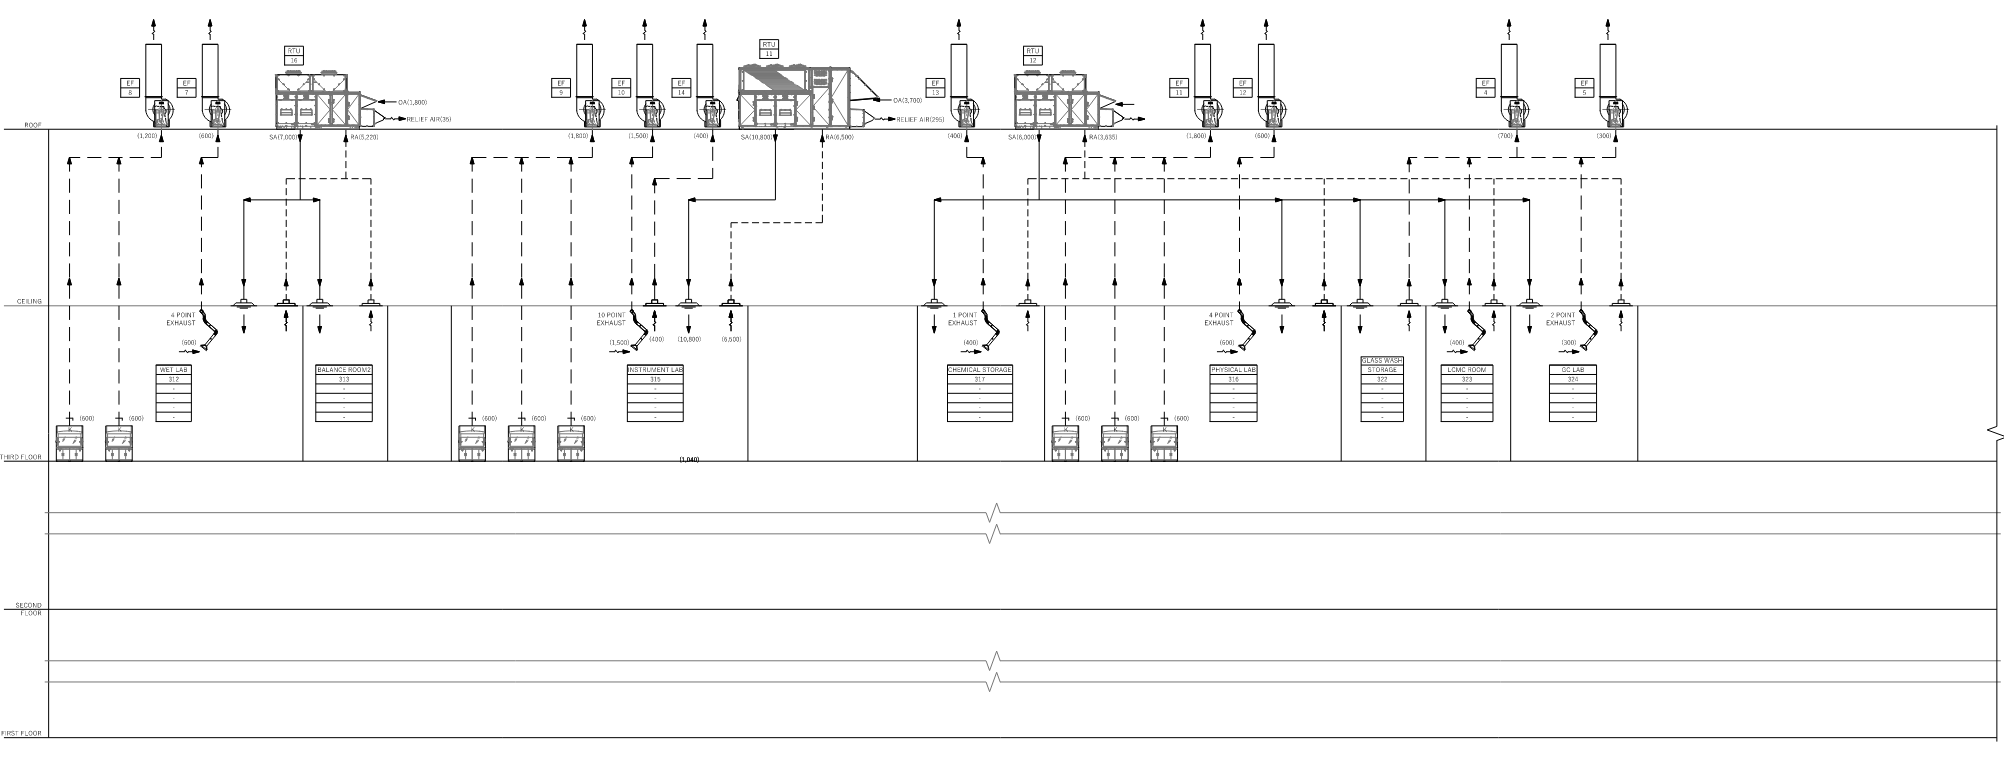 RTU
16
RTU
11
RTU
12
EF
8
EF
7
EF
9
EF
10
EF
14
EF
13
EF
11
EF
12
EF
4
EF
5
OA(1,800)
RELIEF AIR(35)
OA(3,700)
RELIEF AIR(295)
ROOF
(1,200)
(600)
SA(7,000)
RA(5,220)
(1,800)
(1,500)
(400)
SA(10,800)
RA(6,500)
(400)
SA(6,000)
RA(3,635)
(1,800)
(600)
(700)
(300)
CEILING
4 POINT
EXHAUST
(600)
10 POINT
EXHAUST
(1,500)
(400)
(10,800)
(6,500)
1 POINT
EXHAUST
(400)
4 POINT
EXHAUST
(600)
(400)
2 POINT
EXHAUST
(300)
WET LAB
312
-
-
-
-
BALANCE ROOM2
313
-
-
-
-
INSTRUMENT LAB
315
-
-
-
-
CHEMICAL STORAGE
317
-
-
-
-
PHYSICAL LAB
316
-
-
-
-
GLASS WASH
STORAGE
322
-
-
-
-
LCMC ROOM
323
-
-
-
-
GC LAB
324
-
-
-
-
(600)
(600)
(600)
(600)
(600)
(600)
(600)
(600)
THIRD FLOOR
(1,040)
SECOND
FLOOR
FIRST FLOOR